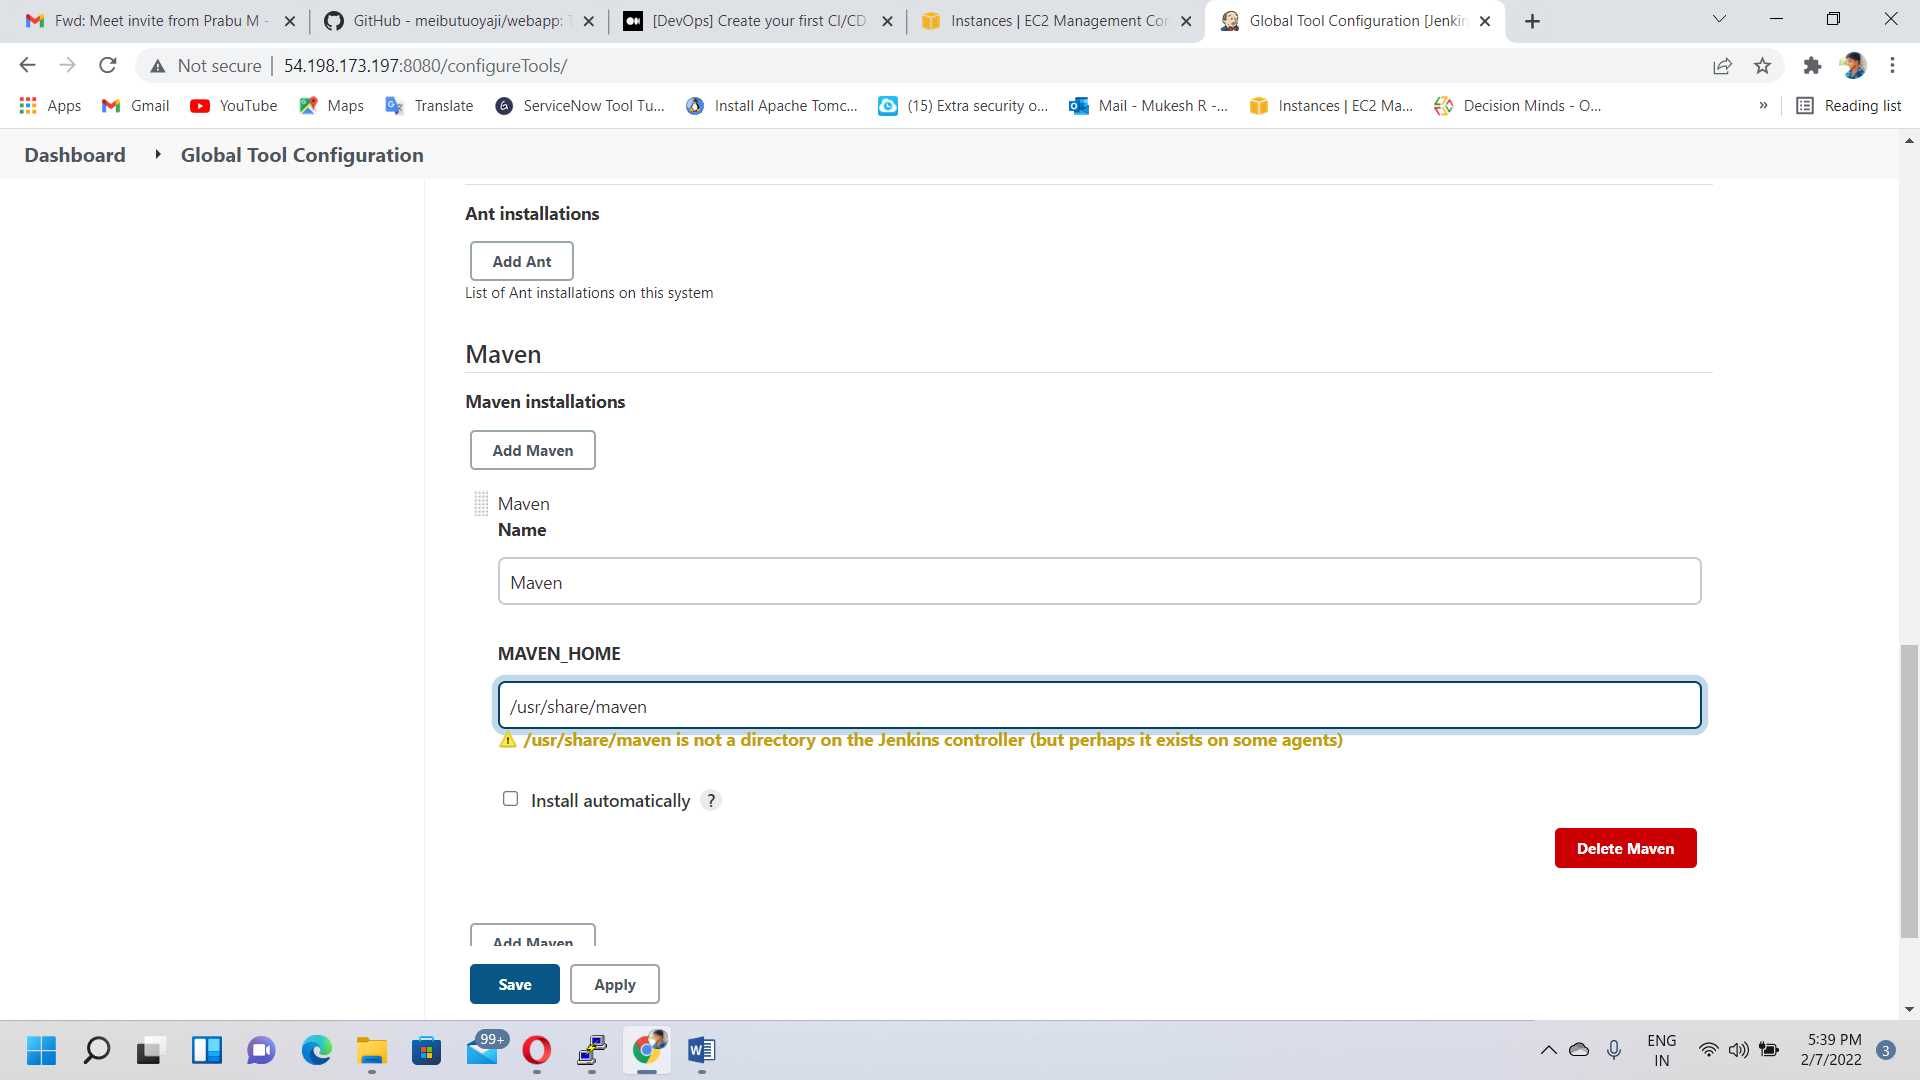 Fwd: Meet invite from Prabu M -
GitHub - meibutuoyaji/webapp:
[DevOps] Create your first CI/CD
Instances | EC2 Management Con
Global Tool Configuration [Jenkin
Not secure
54.198.173.197:8080/configureTools/
Apps
Gmail
YouTube
Maps
Translate
ServiceNow Tool Tu...
Install Apache Tomc...
(15) Extra security o...
Mail - Mukesh R -...
Instances | EC2 Ma...
Decision Minds - O...
»
Reading list
Dashboard
Global Tool Configuration
Ant installations
Add Ant
List of Ant installations on this system
Maven
Maven installations
Add Maven
Maven
Name
Maven
MAVEN_HOME
/usr/share/maven
/usr/share/maven is not a directory on the Jenkins controller (but perhaps it exists on some agents)
Install automatically ?
Delete Maven
Add Maven
Save
Apply
99+
ENG
IN
5:39 PM
2/7/2022
3